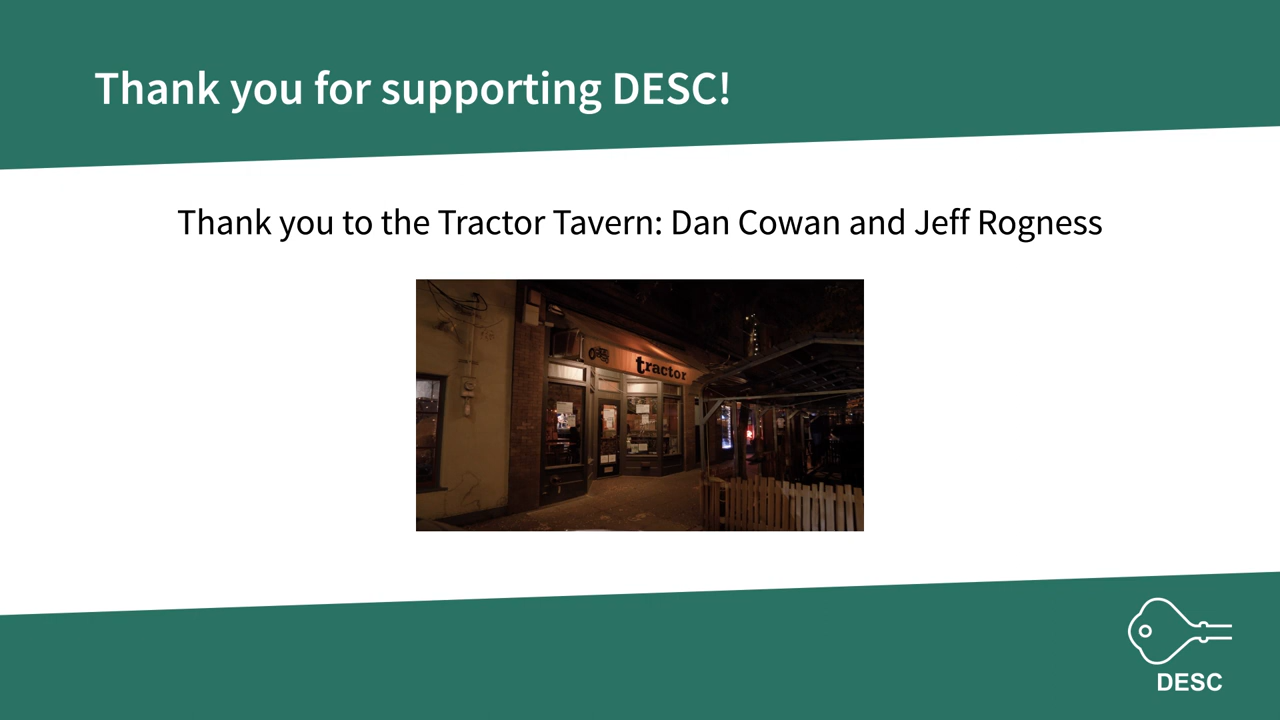 Thank you for supporting DESC!
Thank you to the Tractor Tavern: Dan Cowan and Jeff Rogness
tractor
DESC